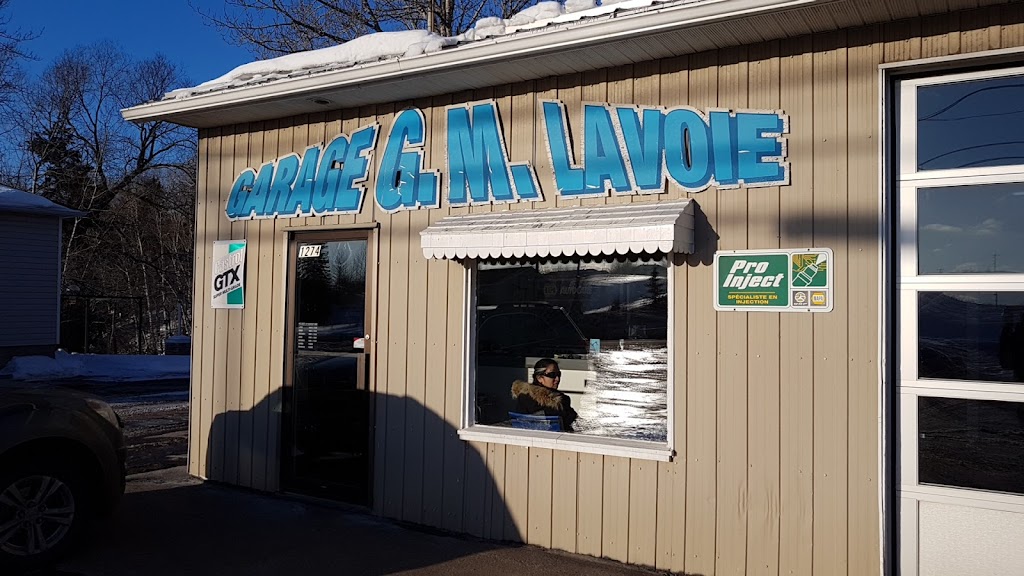 GARAGE G. M. LAVOIE
1274
GTX
Pro
Inject
SPÉCIALISTE EN
INJECTION